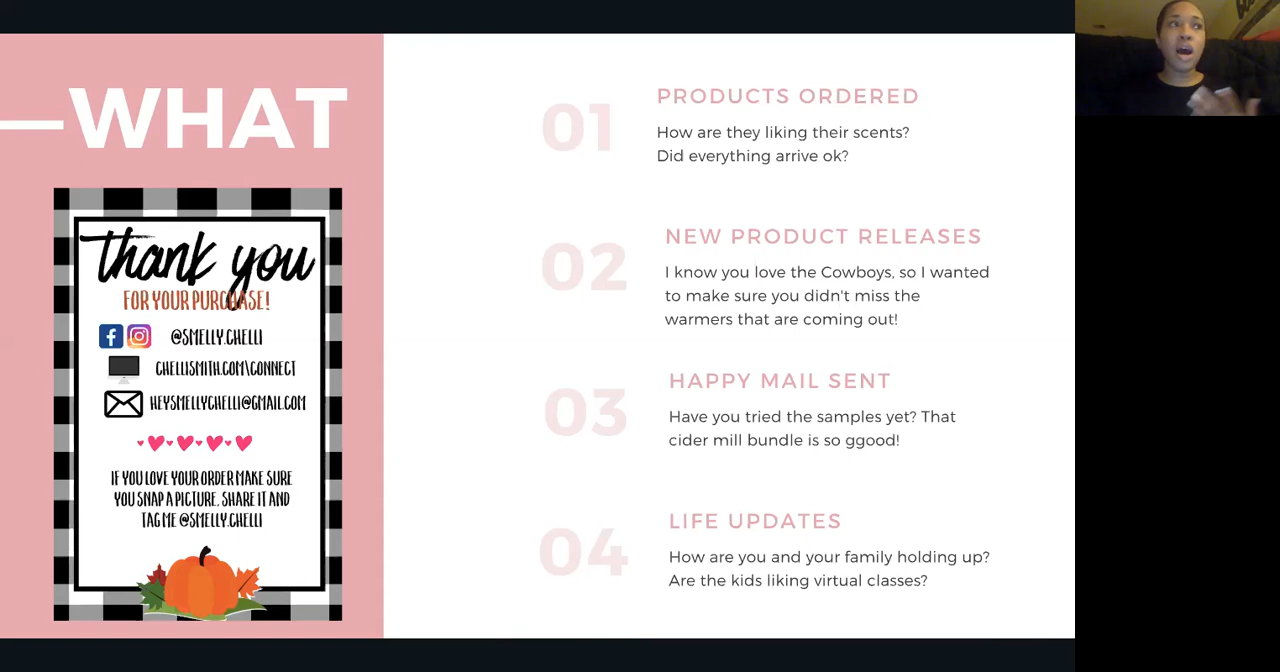 WHAT
thank you
FOR YOUR PURCHASE!
@SMELLY.CHELLI
CHELLISMITH.COM\CONNECT
HEYSMELLYCHELLI@GMAIL.COM
IF YOU LOVE YOUR ORDER MAKE SURE
YOU SNAP A PICTURE, SHARE IT AND
TAG ME @SMELLY.CHELLI
01
PRODUCTS ORDERED
How are they liking their scents?
Did everything arrive ok?
02
NEW PRODUCT RELEASES
I know you love the Cowboys, so I wanted
to make sure you didn't miss the
warmers that are coming out!
03
HAPPY MAIL SENT
Have you tried the samples yet? That
cider mill bundle is so ggood!
04
LIFE UPDATES
How are you and your family holding up?
Are the kids liking virtual classes?